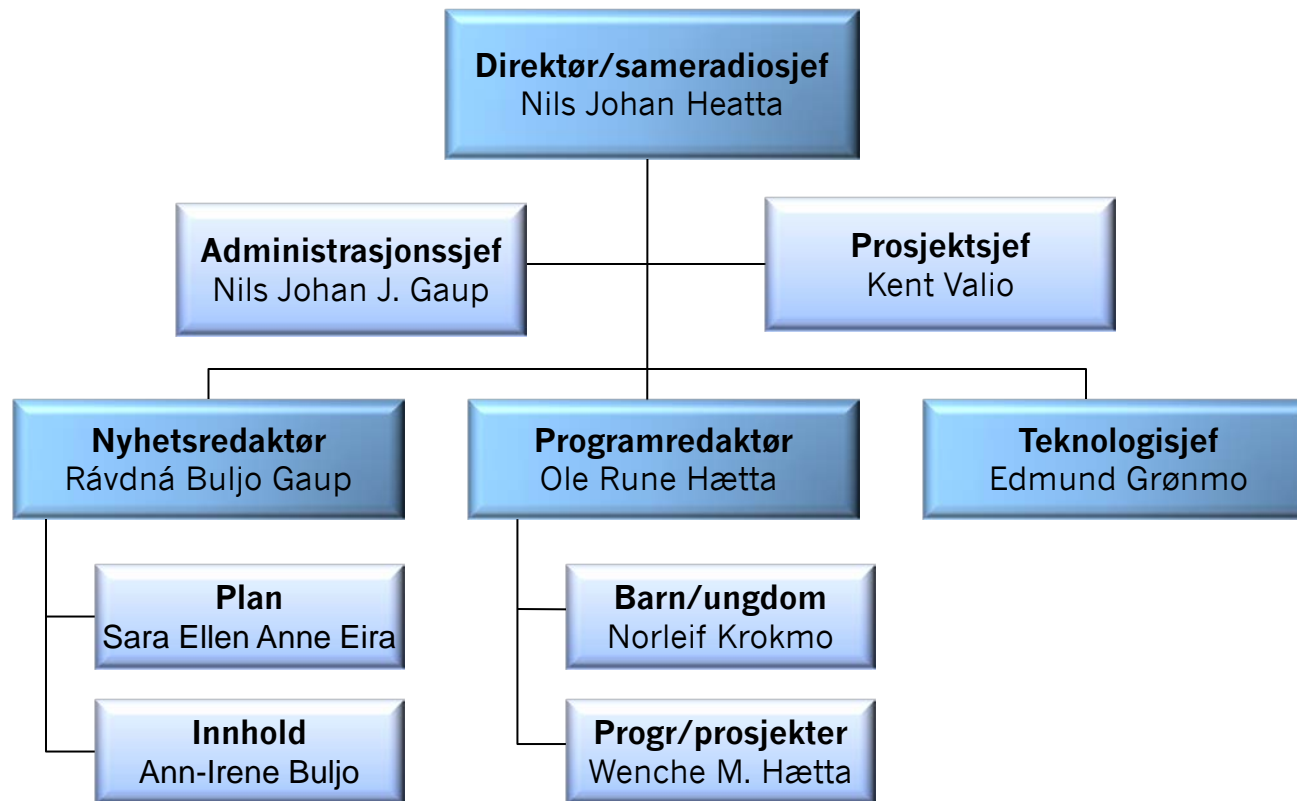 Direktør/sameradiosjef
Nils Johan Heatta
Administrasjonssjef
Nils Johan J. Gaup
Prosjektsjef
Kent Valio
Nyhetsredaktør
Rávdná Buljo Gaup
Programredaktør
Ole Rune Hætta
Teknologisjef
Edmund Grønmo
Plan
Sara Ellen Anne Eira
Barn/ungdom
Norleif Krokmo
Innhold
Ann-Irene Buljo
Progr/prosjekter
Wenche M. Hætta